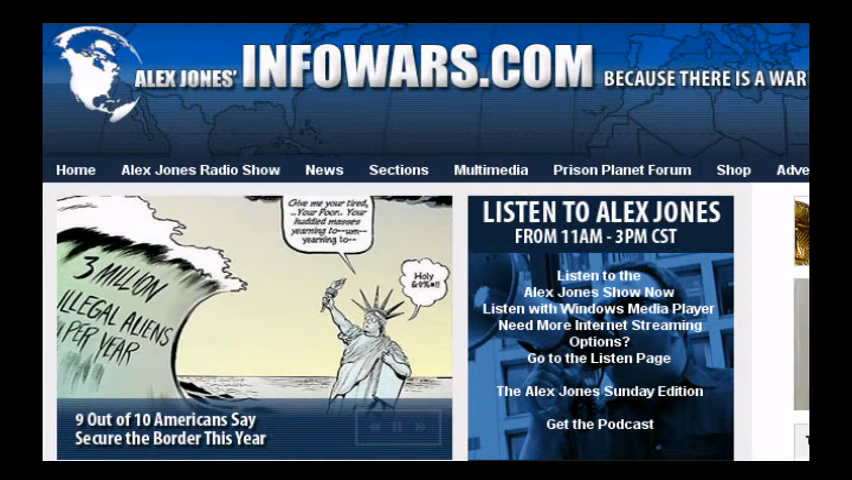 ALEX JONES' INFOWARS.COM BECAUSE THERE IS A WAR
Home Alex Jones Radio Show News Sections Multimedia Prison Planet Forum Shop Adve
Give me your tired,
...Your Poor.. Your
huddled masses
yearning to--um--
yearning to--
Holy
&@%#!!
3 MILLION
ILLEGAL ALIENS
PER YEAR
9 Out of 10 Americans Say
Secure the Border This Year
LISTEN TO ALEX JONES
FROM 11AM - 3PM CST
Listen to the
Alex Jones Show Now
Listen with Windows Media Player
Need More Internet Streaming
Options?
Go to the Listen Page
The Alex Jones Sunday Edition
Get the Podcast